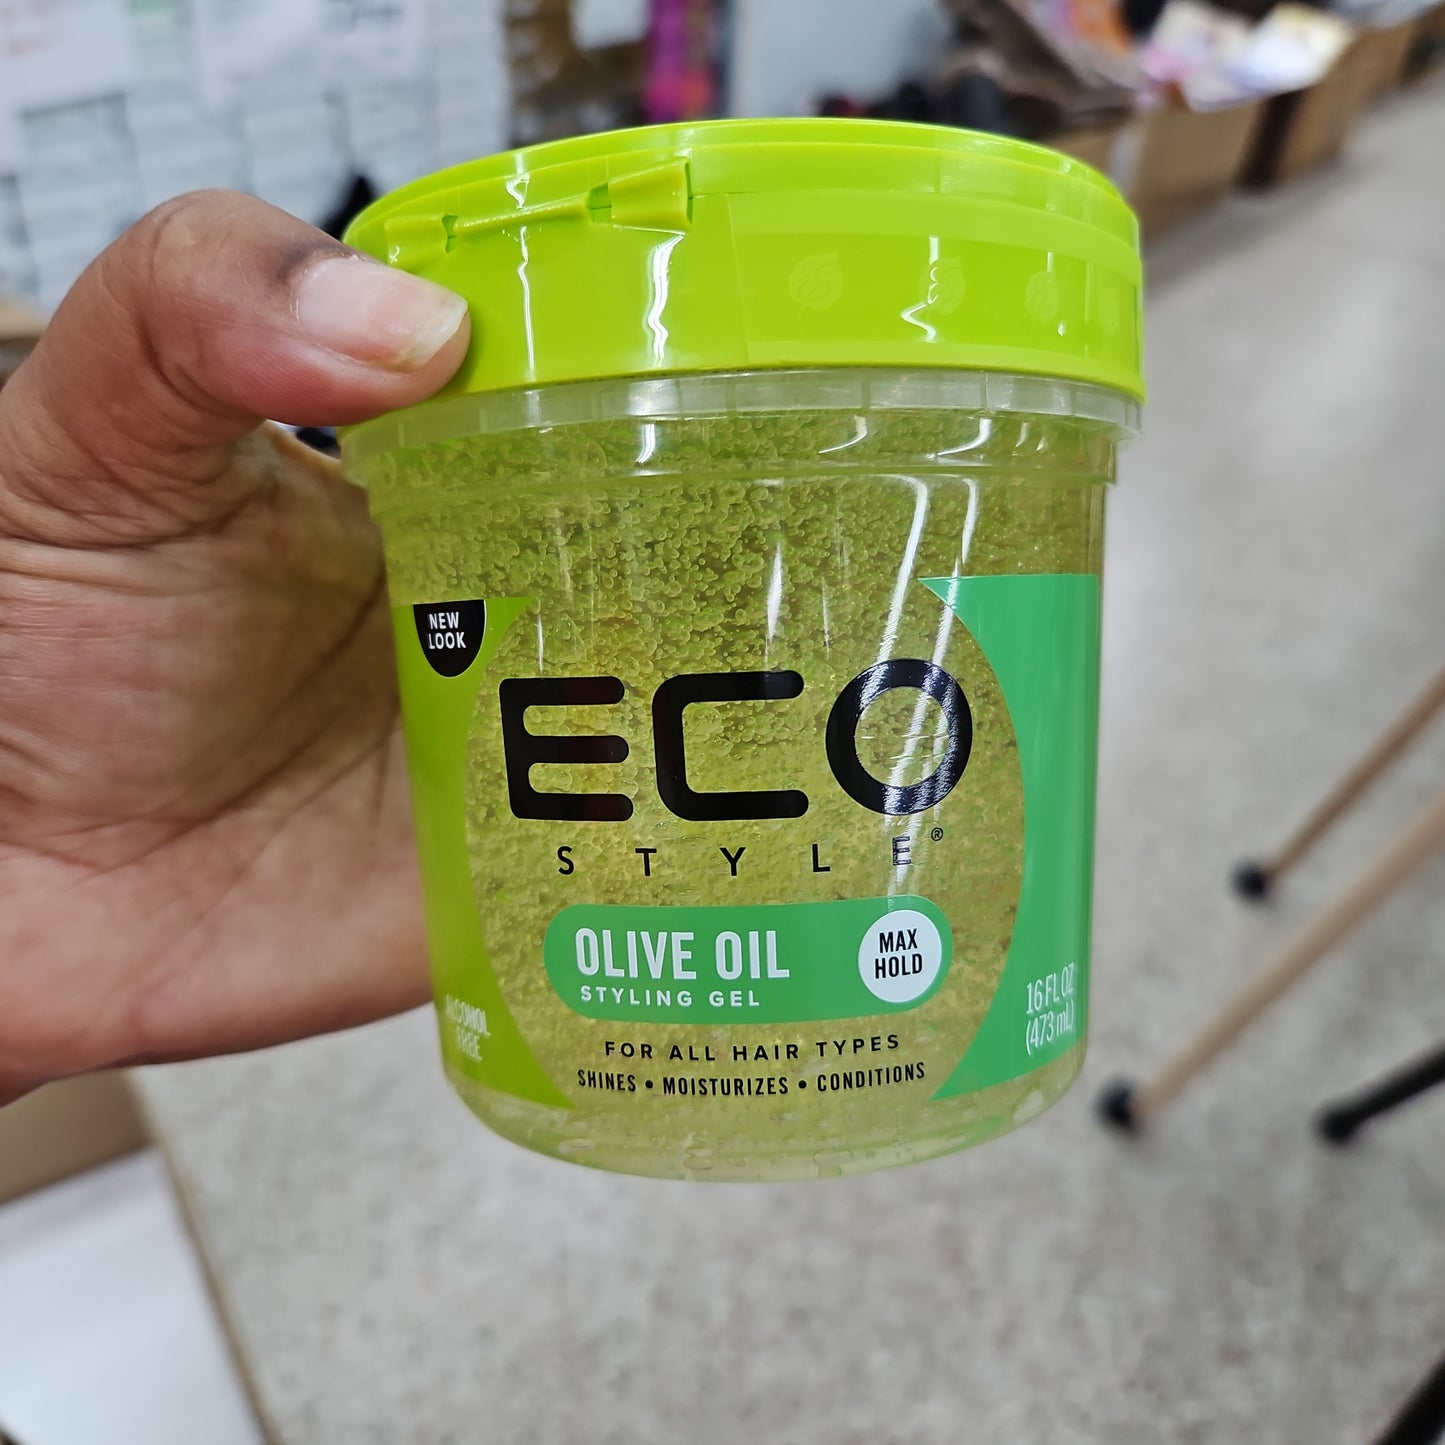 NEW
LOOK
ECO
STYLE®
OLIVE OIL
STYLING GEL
MAX
HOLD
FOR ALL HAIR TYPES
SHINES • MOISTURIZES • CONDITIONS
ALCOHOL
FREE
16 FL OZ
(473 mL)